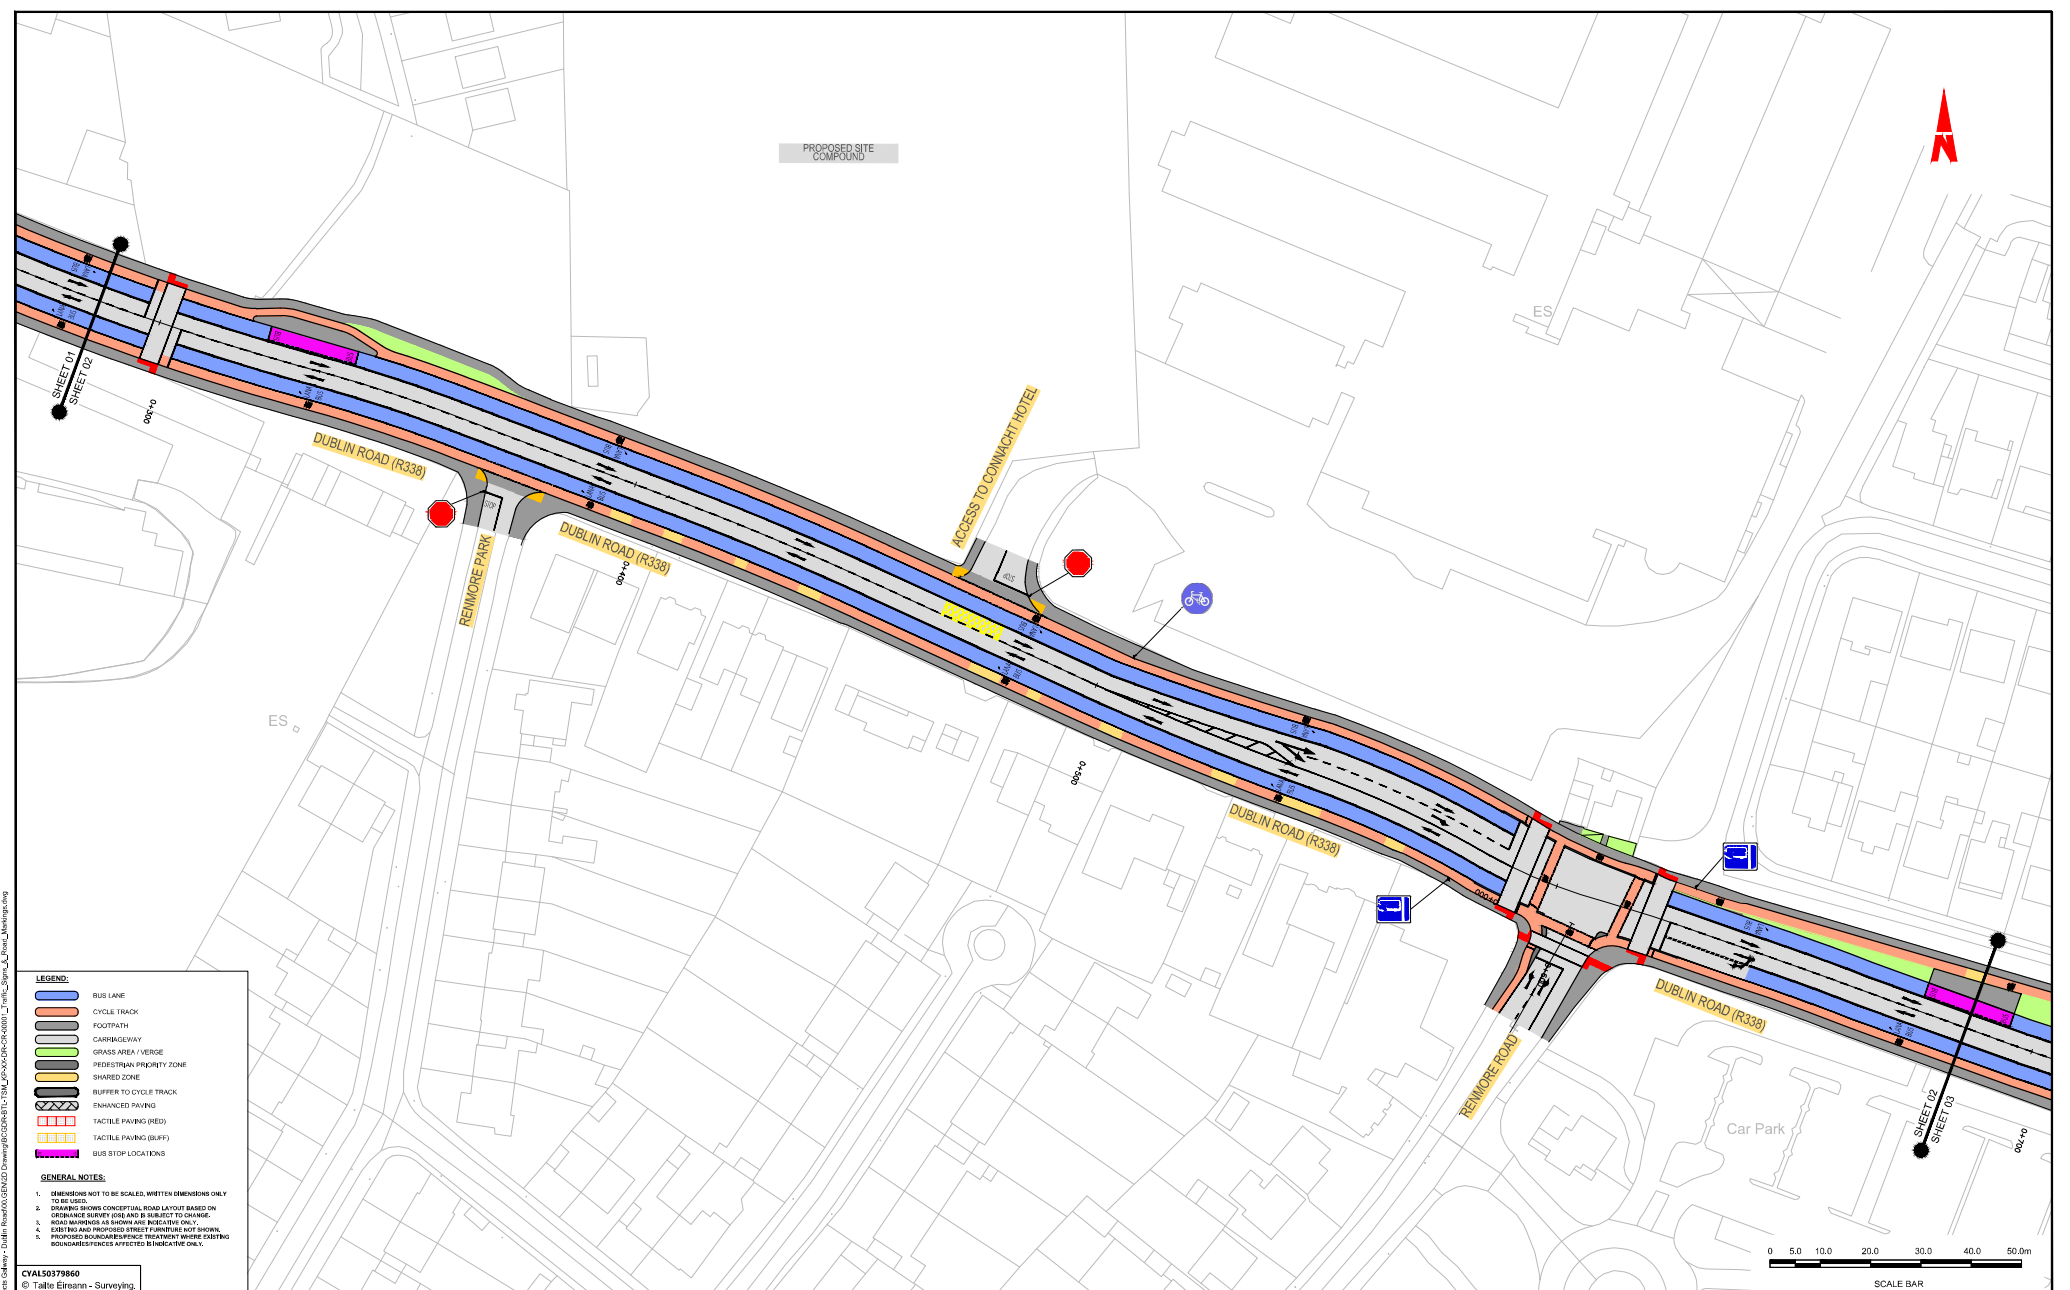 PROPOSED SITE
COMPOUND
ES
SHEET 01
SHEET 02
0+300
DUBLIN ROAD (R338)
ACCESS TO CONNACHT HOTEL
STOP
DUBLIN ROAD (R338)
RENMORE PARK
0+400
STOP
ES
0+500
DUBLIN ROAD (R338)
DUBLIN ROAD (R338)
RENMORE ROAD
Car Park
SHEET 02
SHEET 03
0+700
BUS
LANE
LEGEND:
BUS LANE
CYCLE TRACK
FOOTPATH
CARRIAGEWAY
GRASS AREA / VERGE
PEDESTRIAN PRIORITY ZONE
SHARED ZONE
BUFFER TO CYCLE TRACK
ENHANCED PAVING
TACTILE PAVING (RED)
TACTILE PAVING (BUFF)
BUS STOP LOCATIONS
GENERAL NOTES:
1. DIMENSIONS NOT TO BE SCALED, WRITTEN DIMENSIONS ONLY
TO BE USED.
2. DRAWING SHOWS CONCEPTUAL ROAD LAYOUT BASED ON
ORDINANCE SURVEY (OSI) AND IS SUBJECT TO CHANGE.
3. ROAD MARKINGS AS SHOWN ARE INDICATIVE ONLY.
4. EXISTING AND PROPOSED STREET FURNITURE NOT SHOWN.
5. PROPOSED BOUNDARIES/FENCE TREATMENT WHERE EXISTING
BOUNDARIES/FENCES AFFECTED IS INDICATIVE ONLY.
CYAL50379860
© Tailte Éireann - Surveying.
0 5.0 10.0 20.0 30.0 40.0 50.0m
SCALE BAR
N